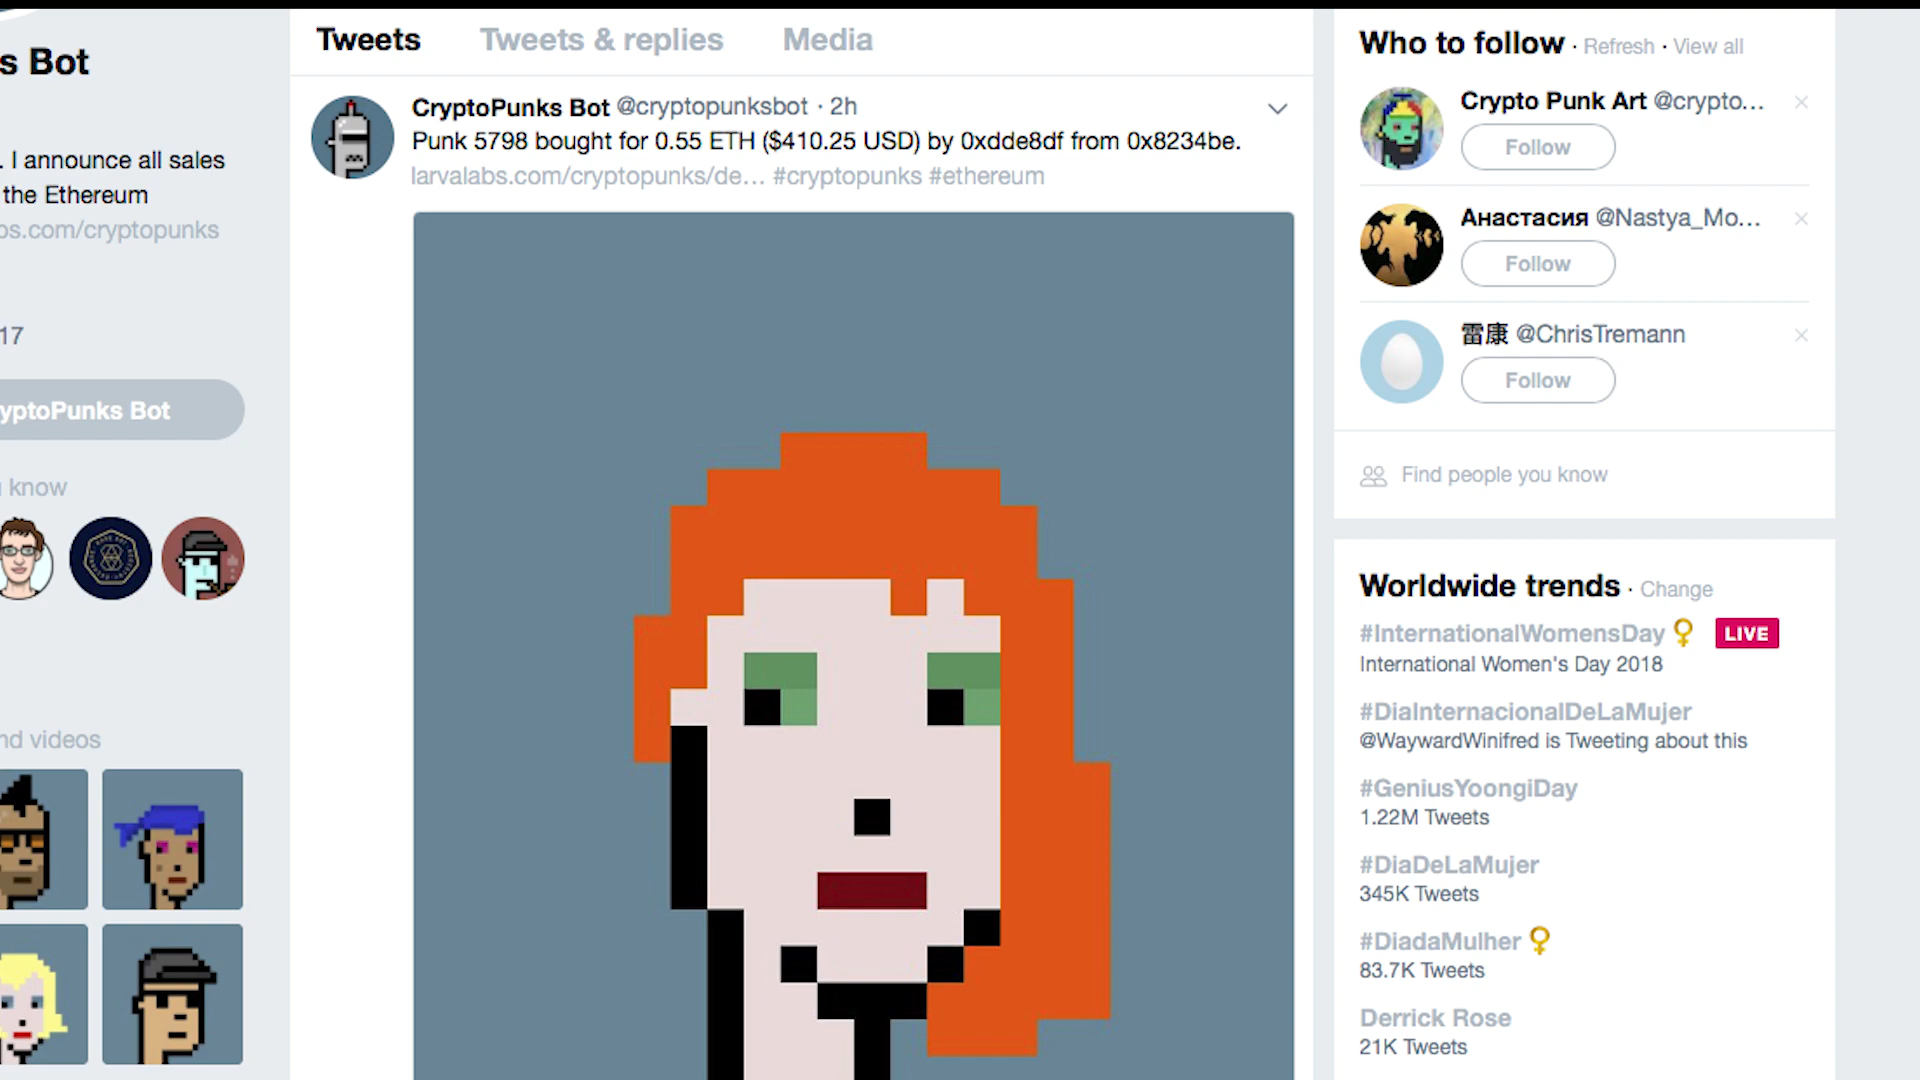 s Bot
. I announce all sales
the Ethereum
bs.com/cryptopunks
17
yptoPunks Bot
know
nd videos
Tweets Tweets & replies Media
CryptoPunks Bot @cryptopunksbot · 2h
Punk 5798 bought for 0.55 ETH ($410.25 USD) by 0xdde8df from 0x8234be.
larvalabs.com/cryptopunks/de... #cryptopunks #ethereum
Who to follow · Refresh · View all
Crypto Punk Art @crypto...
Follow
Анастасия @Nastya_Mo...
Follow
雷康 @ChrisTremann
Follow
Find people you know
Worldwide trends · Change
#InternationalWomensDay LIVE
International Women's Day 2018
#DiaInternacionalDeLaMujer
@WaywardWinifred is Tweeting about this
#GeniusYoongiDay
1.22M Tweets
#DiaDeLaMujer
345K Tweets
#DiadaMulher
83.7K Tweets
Derrick Rose
21K Tweets